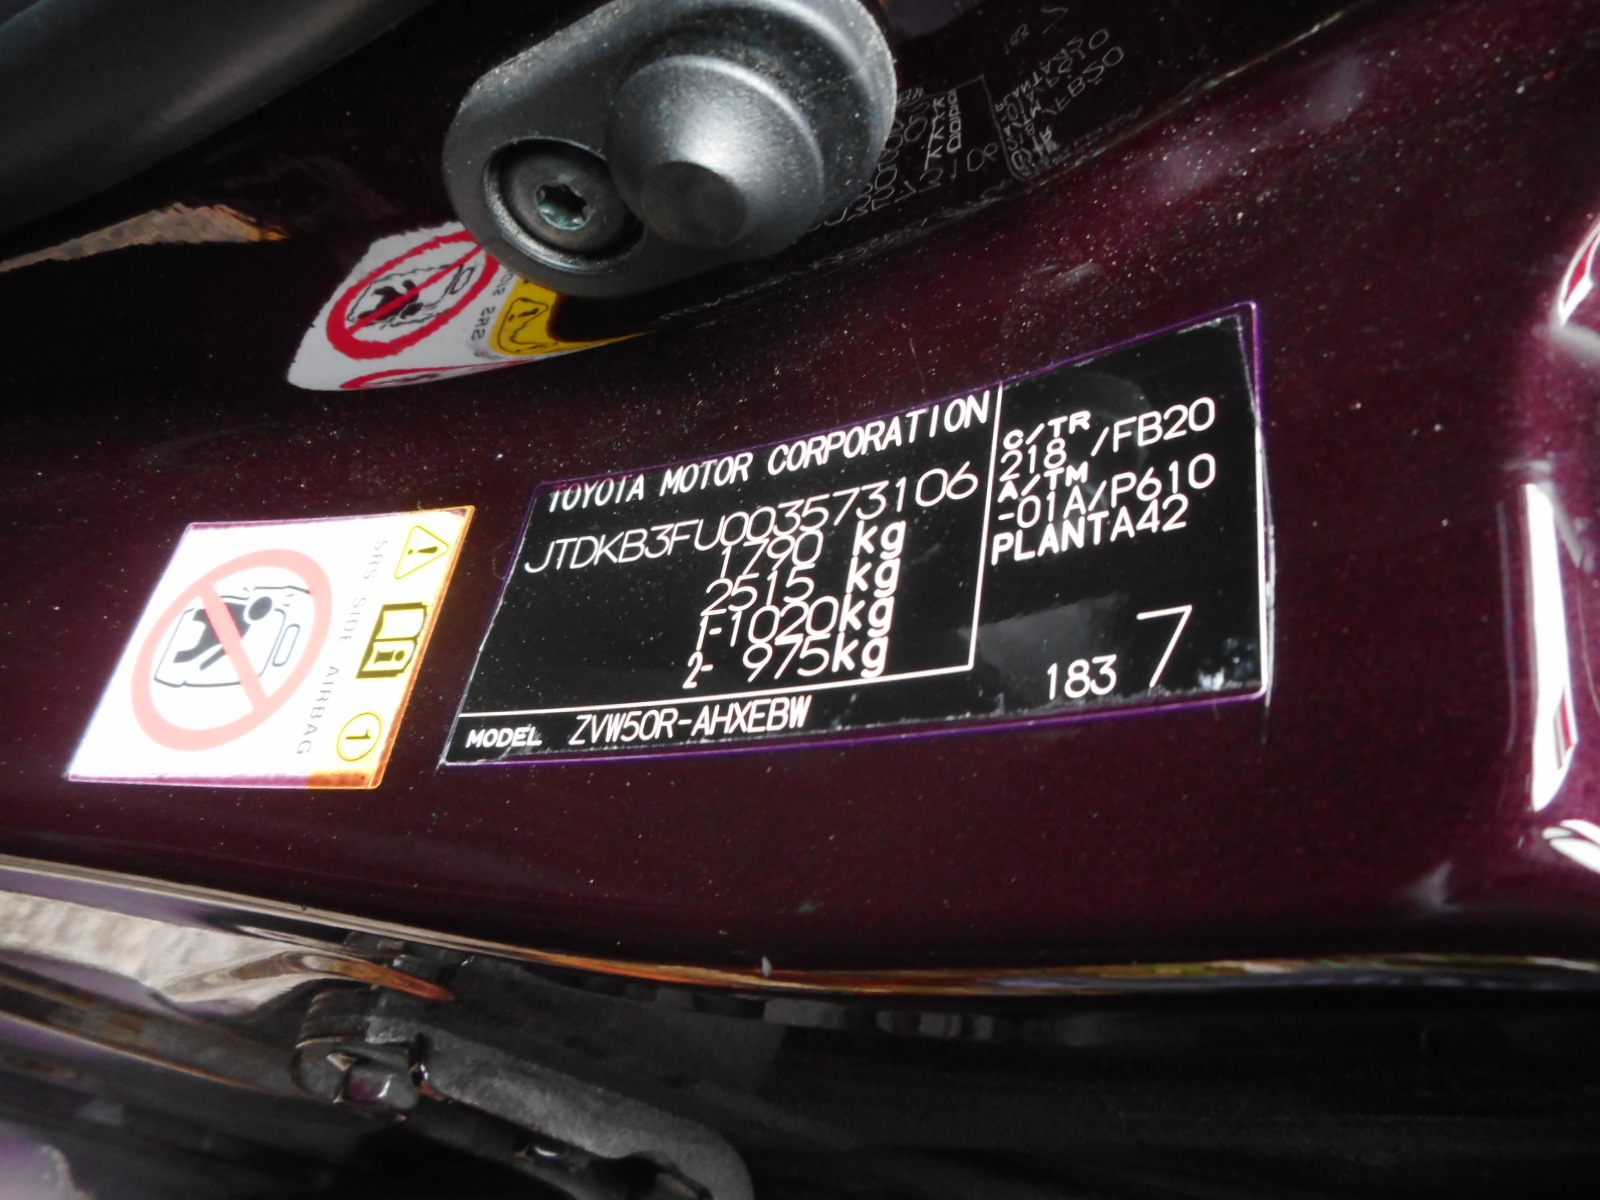 TOYOTA MOTOR CORPORATION
JTDKB3FU003573106
1790 kg
2515 kg
1-1020kg
2- 975kg
MODEL ZVW50R-AHXEBW
C/TR
218 /FB20
A/TM
-01A/P610
PLANTA42
183 7
SRS SIDE AIRBAG
1